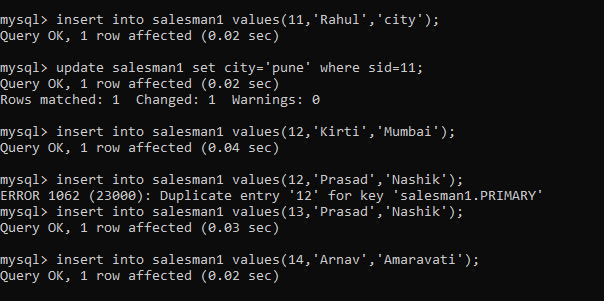 mysql> insert into salesman1 values(11,'Rahul','city');
Query OK, 1 row affected (0.02 sec)
mysql> update salesman1 set city='pune' where sid=11;
Query OK, 1 row affected (0.02 sec)
Rows matched: 1  Changed: 1  Warnings: 0
mysql> insert into salesman1 values(12,'Kirti','Mumbai');
Query OK, 1 row affected (0.04 sec)
mysql> insert into salesman1 values(12,'Prasad','Nashik');
ERROR 1062 (23000): Duplicate entry '12' for key 'salesman1.PRIMARY'
mysql> insert into salesman1 values(13,'Prasad','Nashik');
Query OK, 1 row affected (0.03 sec)
mysql> insert into salesman1 values(14,'Arnav','Amaravati');
Query OK, 1 row affected (0.02 sec)